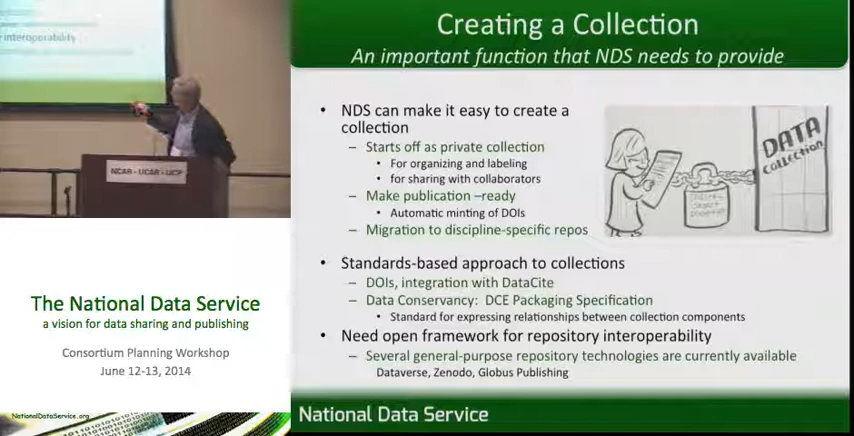 interoperability
NCAR - UCAR - UCP
The National Data Service
a vision for data sharing and publishing
Consortium Planning Workshop
June 12-13, 2014
NationalDataService.org
Creating a Collection
An important function that NDS needs to provide
• NDS can make it easy to create a
collection
– Starts off as private collection
• For organizing and labeling
• for sharing with collaborators
– Make publication –ready
• Automatic minting of DOIs
– Migration to discipline-specific repos
DATA
COLLECTION
• Standards-based approach to collections
– DOIs, integration with DataCite
– Data Conservancy: DCE Packaging Specification
• Standard for expressing relationships between collection components
• Need open framework for repository interoperability
– Several general-purpose repository technologies are currently available
Dataverse, Zenodo, Globus Publishing
National Data Service